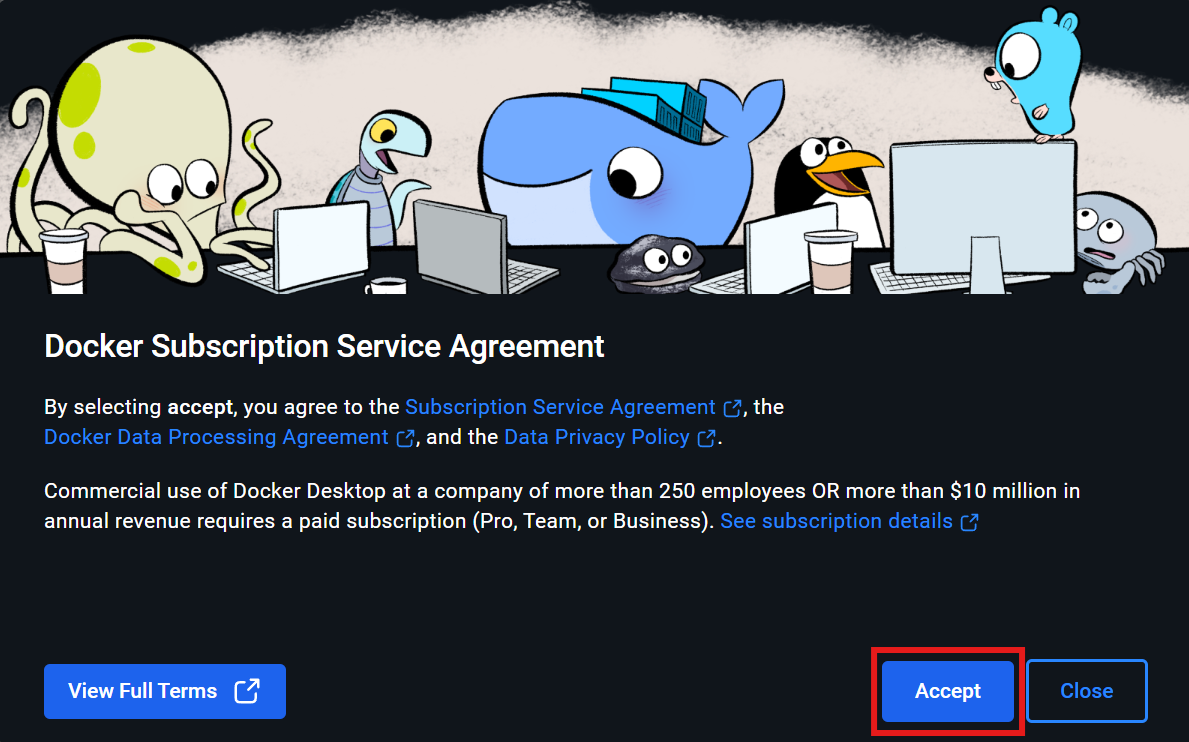 Docker Subscription Service Agreement
By selecting accept, you agree to the Subscription Service Agreement, the
Docker Data Processing Agreement, and the Data Privacy Policy.
Commercial use of Docker Desktop at a company of more than 250 employees OR more than $10 million in
annual revenue requires a paid subscription (Pro, Team, or Business). See subscription details
View Full Terms
Accept
Close